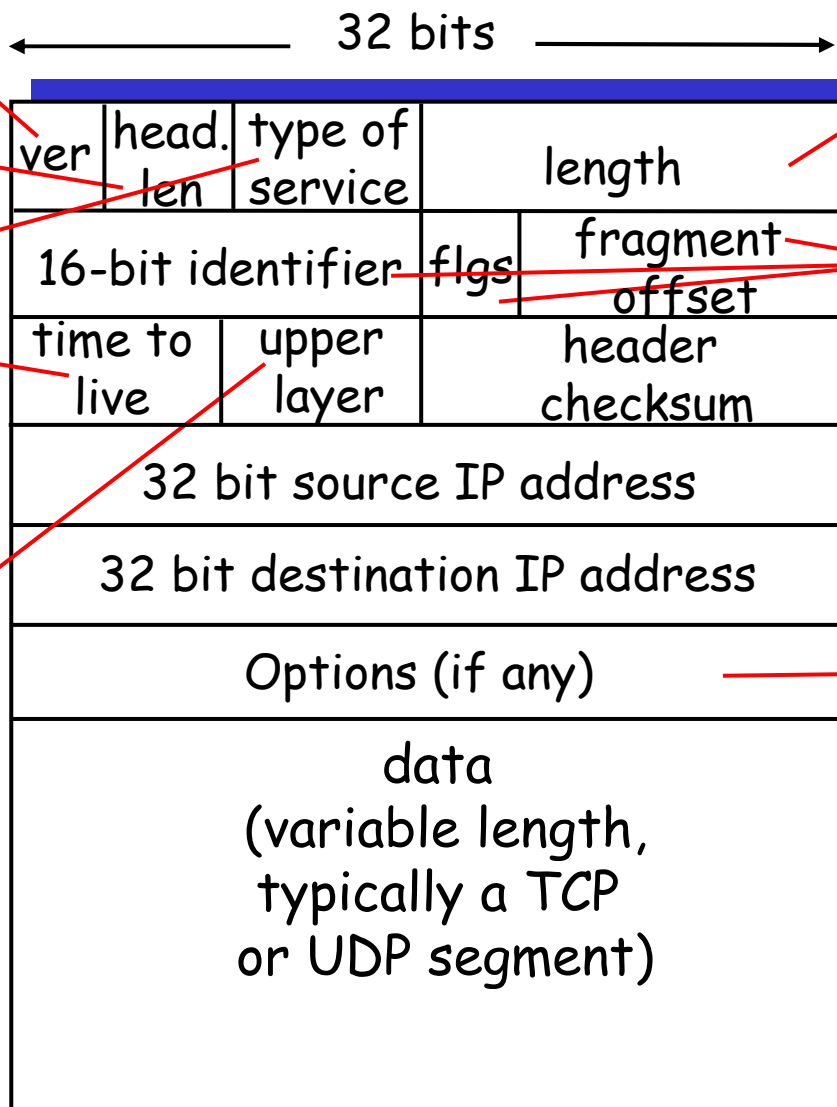 32 bits
ver
head.
len
type of
service
length
16-bit identifier
flgs
fragment
offset
time to
live
upper
layer
header
checksum
32 bit source IP address
32 bit destination IP address
Options (if any)
data
(variable length,
typically a TCP
or UDP segment)